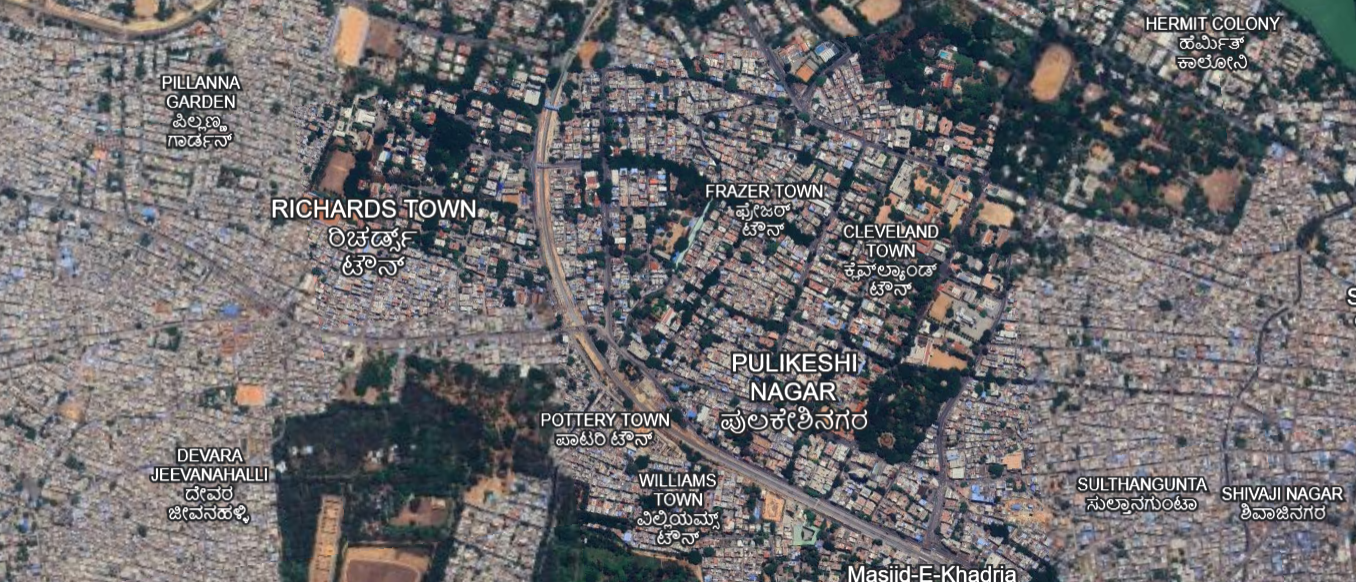 HERMIT COLONY
ಹೆರ್ಮಿತ್
ಕಾಲೋನಿ
PILLANNA
GARDEN
ಪಿಲ್ಲಣ್ಣ
ಗಾರ್ಡನ್
RICHARDS TOWN
ರಿಚರ್ಡ್ಸ್
ಟೌನ್
FRAZER TOWN
ಫ್ರೇಜರ್
ಟೌನ್
CLEVELAND
TOWN
ಕ್ಲೆವ್‌ಲ್ಯಾಂಡ್
ಟೌನ್
PULIKESHI
NAGAR
ಪುಲಕೇಶಿನಗರ
POTTERY TOWN
ಪಾಟರಿ ಟೌನ್
DEVARA
JEEVANAHALLI
ದೇವರ
ಜೀವನಹಳ್ಳಿ
WILLIAMS
TOWN
ವಿಲ್ಲಿಯಮ್ಸ್
ಟೌನ್
SULTHANGUNTA
ಸುಲ್ತಾನಗುಂಟಾ
SHIVAJI NAGAR
ಶಿವಾಜಿನಗರ
Masjid-E-Khadria